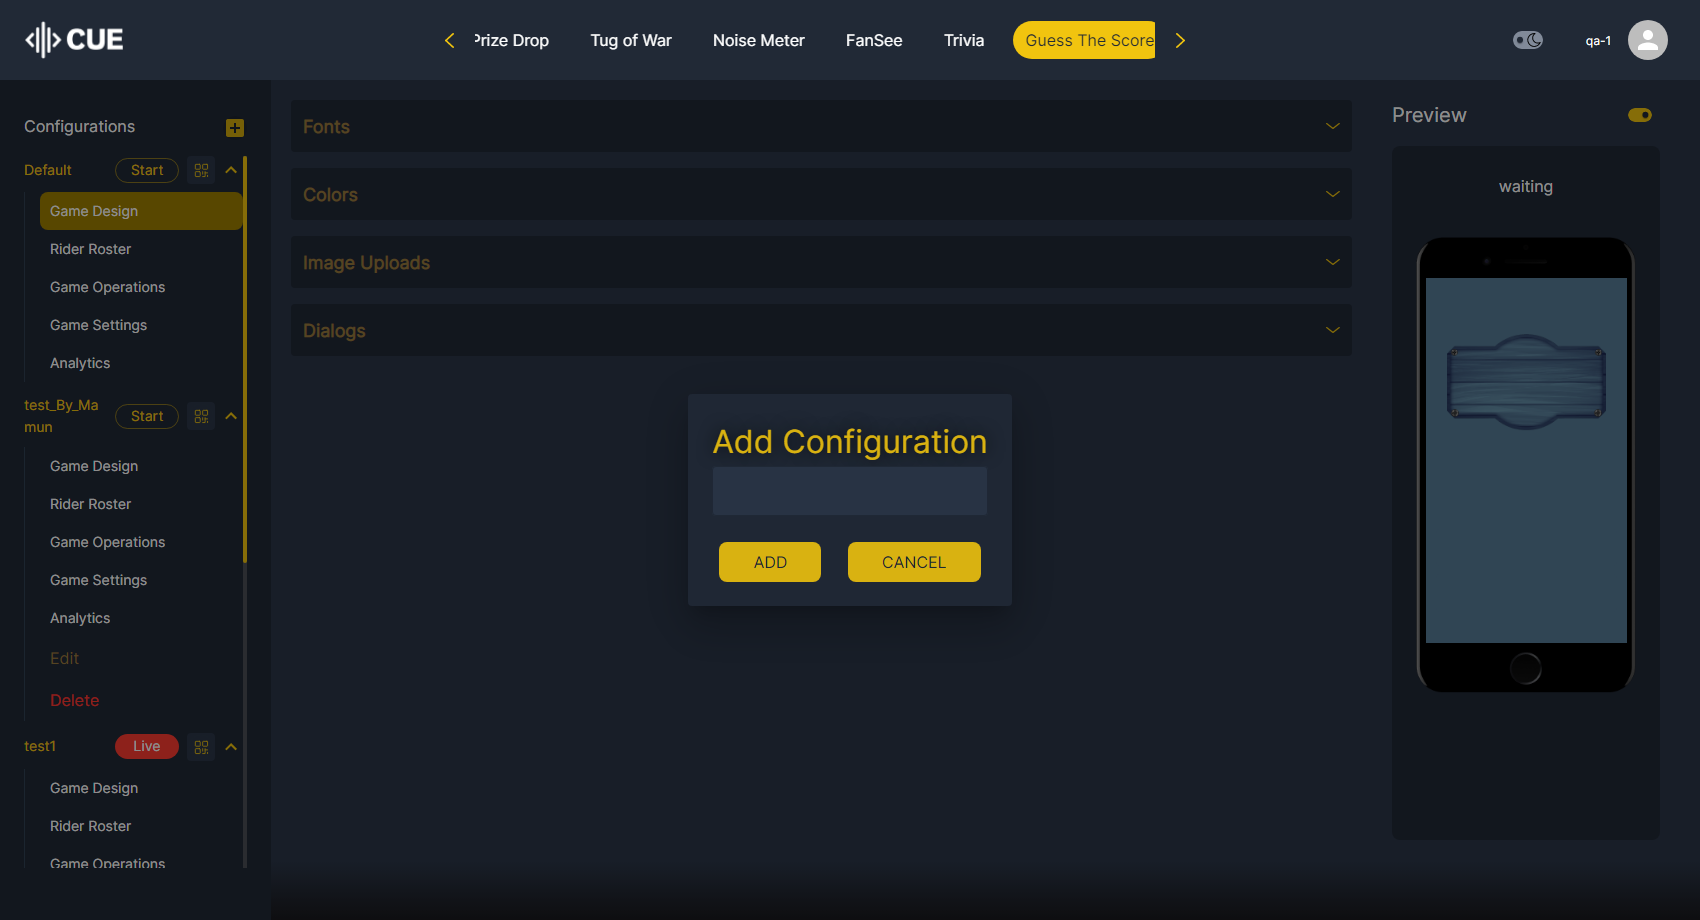 CUE
Prize Drop
Tug of War
Noise Meter
FanSee
Trivia
Guess The Score
qa-1
Configurations
Default
Start
Game Design
Rider Roster
Game Operations
Game Settings
Analytics
test_By_Ma
mun
Start
Game Design
Rider Roster
Game Operations
Game Settings
Analytics
Edit
Delete
test1
Live
Game Design
Rider Roster
Game Operations
Fonts
Colors
Image Uploads
Dialogs
Add Configuration
ADD
CANCEL
Preview
waiting